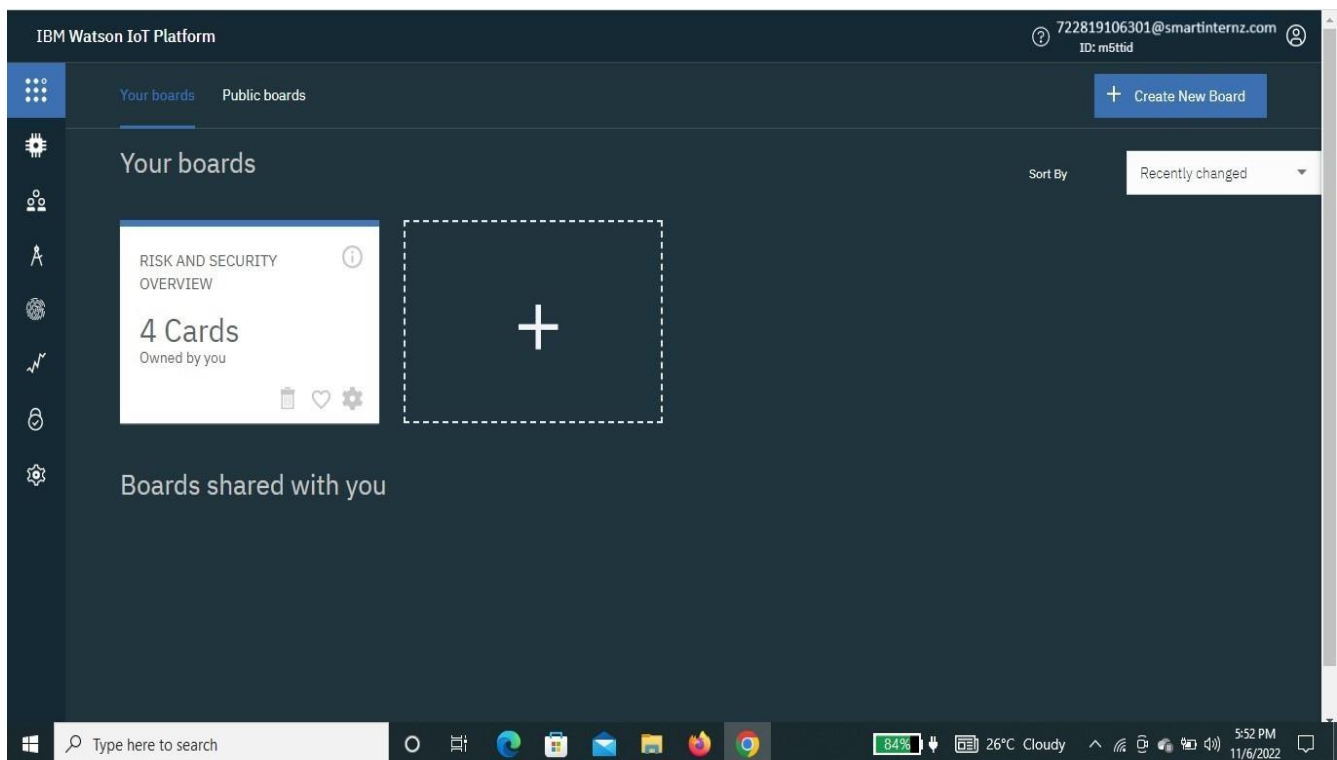 IBM Watson IoT Platform
722819106301@smartinternz.com
ID: m5ttid
Your boards Public boards
+ Create New Board
Your boards
Sort By Recently changed
RISK AND SECURITY
OVERVIEW
4 Cards
Owned by you
Boards shared with you
Type here to search
84% 26°C Cloudy
5:52 PM
11/6/2022